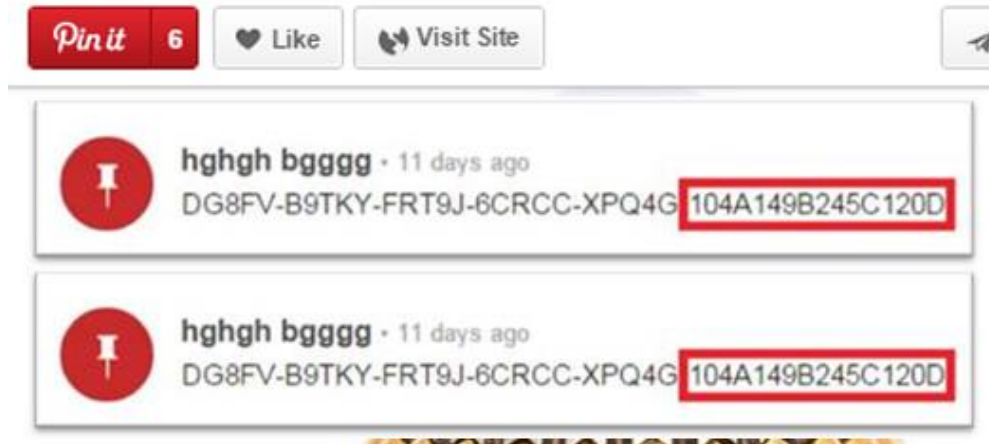 Pin it 6 Like Visit Site
hghgh bgggg · 11 days ago
DG8FV-B9TKY-FRT9J-6CRCC-XPQ4G 104A149B245C120D
hghgh bgggg · 11 days ago
DG8FV-B9TKY-FRT9J-6CRCC-XPQ4G 104A149B245C120D